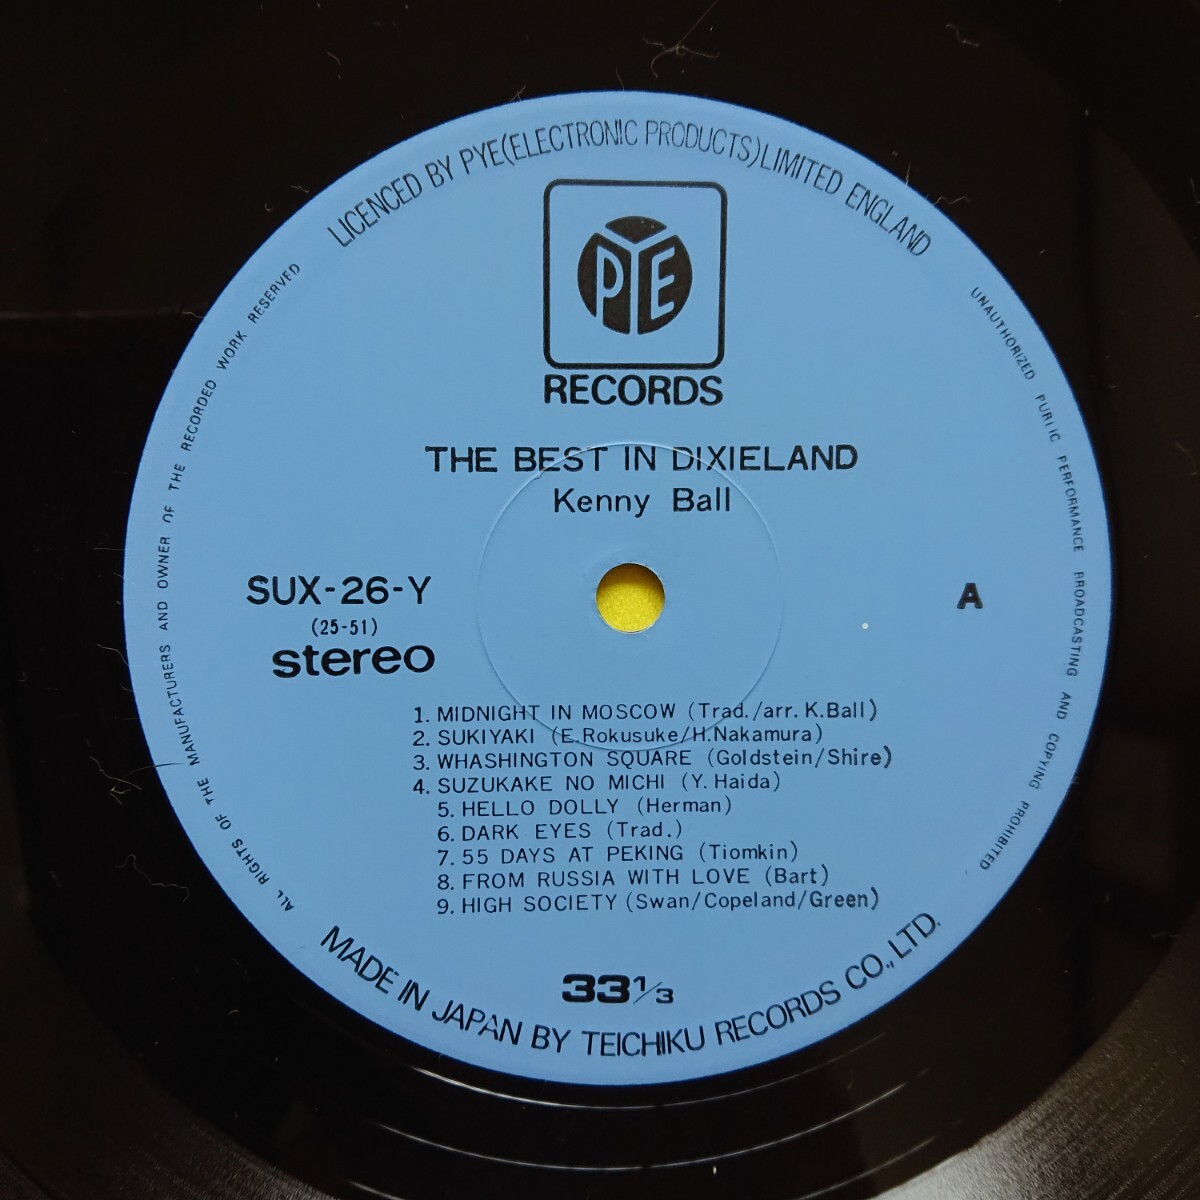 LICENCED BY PYE(ELECTRONIC PRODUCTS)LIMITED ENGLAND
PYE
RECORDS
THE BEST IN DIXIELAND
Kenny Ball
SUX-26-Y
(25-51)
stereo
A
1. MIDNIGHT IN MOSCOW (Trad./arr. K.Ball)
2. SUKIYAKI (E.Rokusuke/H.Nakamura)
3. WHASHINGTON SQUARE (Goldstein/Shire)
4. SUZUKAKE NO MICHI (Y. Haida)
5. HELLO DOLLY (Herman)
6. DARK EYES (Trad.)
7. 55 DAYS AT PEKING (Tiomkin)
8. FROM RUSSIA WITH LOVE (Bart)
9. HIGH SOCIETY (Swan/Copeland/Green)
33 1/3
MADE IN JAPAN BY TEICHIKU RECORDS CO., LTD.
ALL RIGHTS OF THE MANUFACTURERS AND OWNER OF THE RECORDED WORK RESERVED
UNAUTHORIZED PUBLIC PERFORMANCE BROADCASTING AND COPYING PROHIBITED